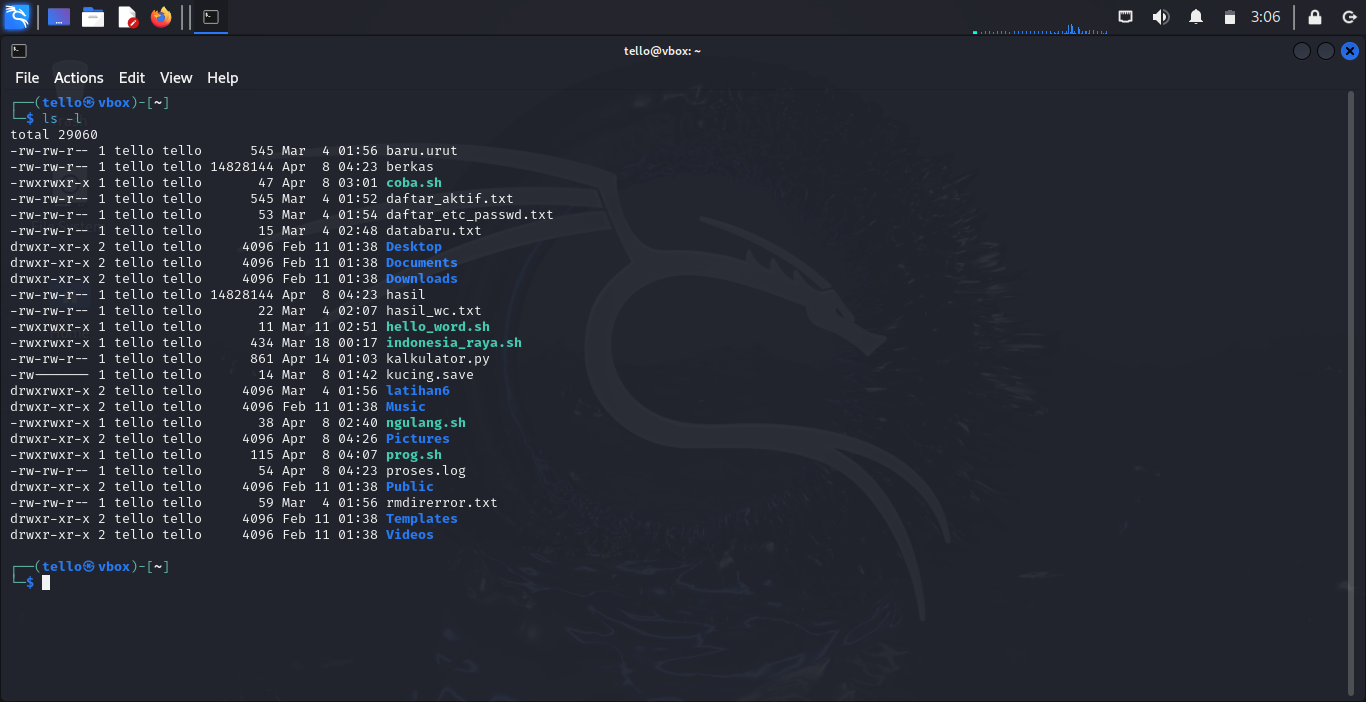 3:06
tello@vbox: ~
File Actions Edit View Help
┌──(tello㉿vbox)-[~]
└─$ ls -l
total 29060
-rw-rw-r-- 1 tello tello      545 Mar  4 01:56 baru.urut
-rw-rw-r-- 1 tello tello 14828144 Apr  8 04:23 berkas
-rwxrwxr-x 1 tello tello       47 Apr  8 03:01 coba.sh
-rw-rw-r-- 1 tello tello      545 Mar  4 01:52 daftar_aktif.txt
-rw-rw-r-- 1 tello tello       53 Mar  4 01:54 daftar_etc_passwd.txt
-rw-rw-r-- 1 tello tello       15 Mar  4 02:48 databaru.txt
drwxr-xr-x 2 tello tello     4096 Feb 11 01:38 Desktop
drwxr-xr-x 2 tello tello     4096 Feb 11 01:38 Documents
drwxr-xr-x 2 tello tello     4096 Feb 11 01:38 Downloads
-rw-rw-r-- 1 tello tello 14828144 Apr  8 04:23 hasil
-rw-rw-r-- 1 tello tello       22 Mar  4 02:07 hasil_wc.txt
-rwxrwxr-x 1 tello tello       11 Mar 11 02:51 hello_word.sh
-rwxrwxr-x 1 tello tello      434 Mar 18 00:17 indonesia_raya.sh
-rw-rw-r-- 1 tello tello      861 Apr 14 01:03 kalkulator.py
-rw------- 1 tello tello       14 Mar  8 01:42 kucing.save
drwxrwxr-x 2 tello tello     4096 Mar  4 01:56 latihan6
drwxr-xr-x 2 tello tello     4096 Feb 11 01:38 Music
-rwxrwxr-x 1 tello tello       38 Apr  8 02:40 ngulang.sh
drwxr-xr-x 2 tello tello     4096 Apr  8 04:26 Pictures
-rwxrwxr-x 1 tello tello      115 Apr  8 04:07 prog.sh
-rw-rw-r-- 1 tello tello       54 Apr  8 04:23 proses.log
drwxr-xr-x 2 tello tello     4096 Feb 11 01:38 Public
-rw-rw-r-- 1 tello tello       59 Mar  4 01:56 rmdirerror.txt
drwxr-xr-x 2 tello tello     4096 Feb 11 01:38 Templates
drwxr-xr-x 2 tello tello     4096 Feb 11 01:38 Videos
┌──(tello㉿vbox)-[~]
└─$